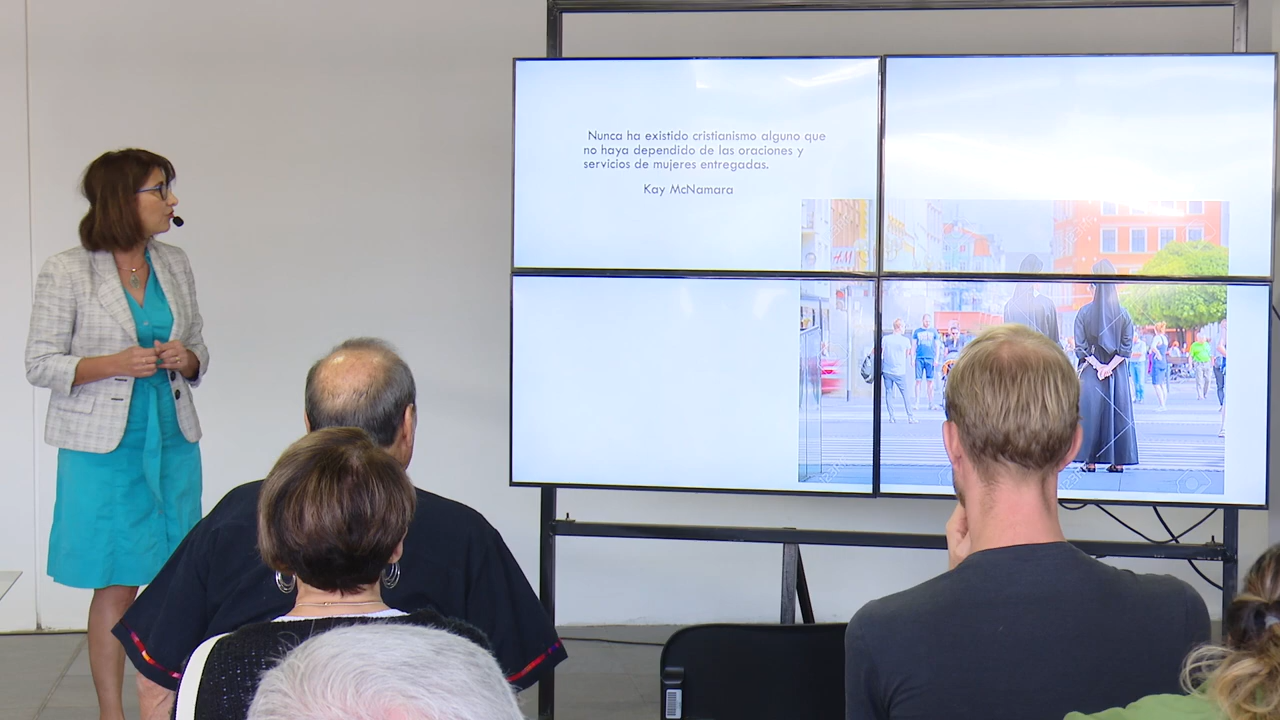 Nunca ha existido cristianismo alguno que
no haya dependido de las oraciones y
servicios de mujeres entregadas.
Kay McNamara
H&M